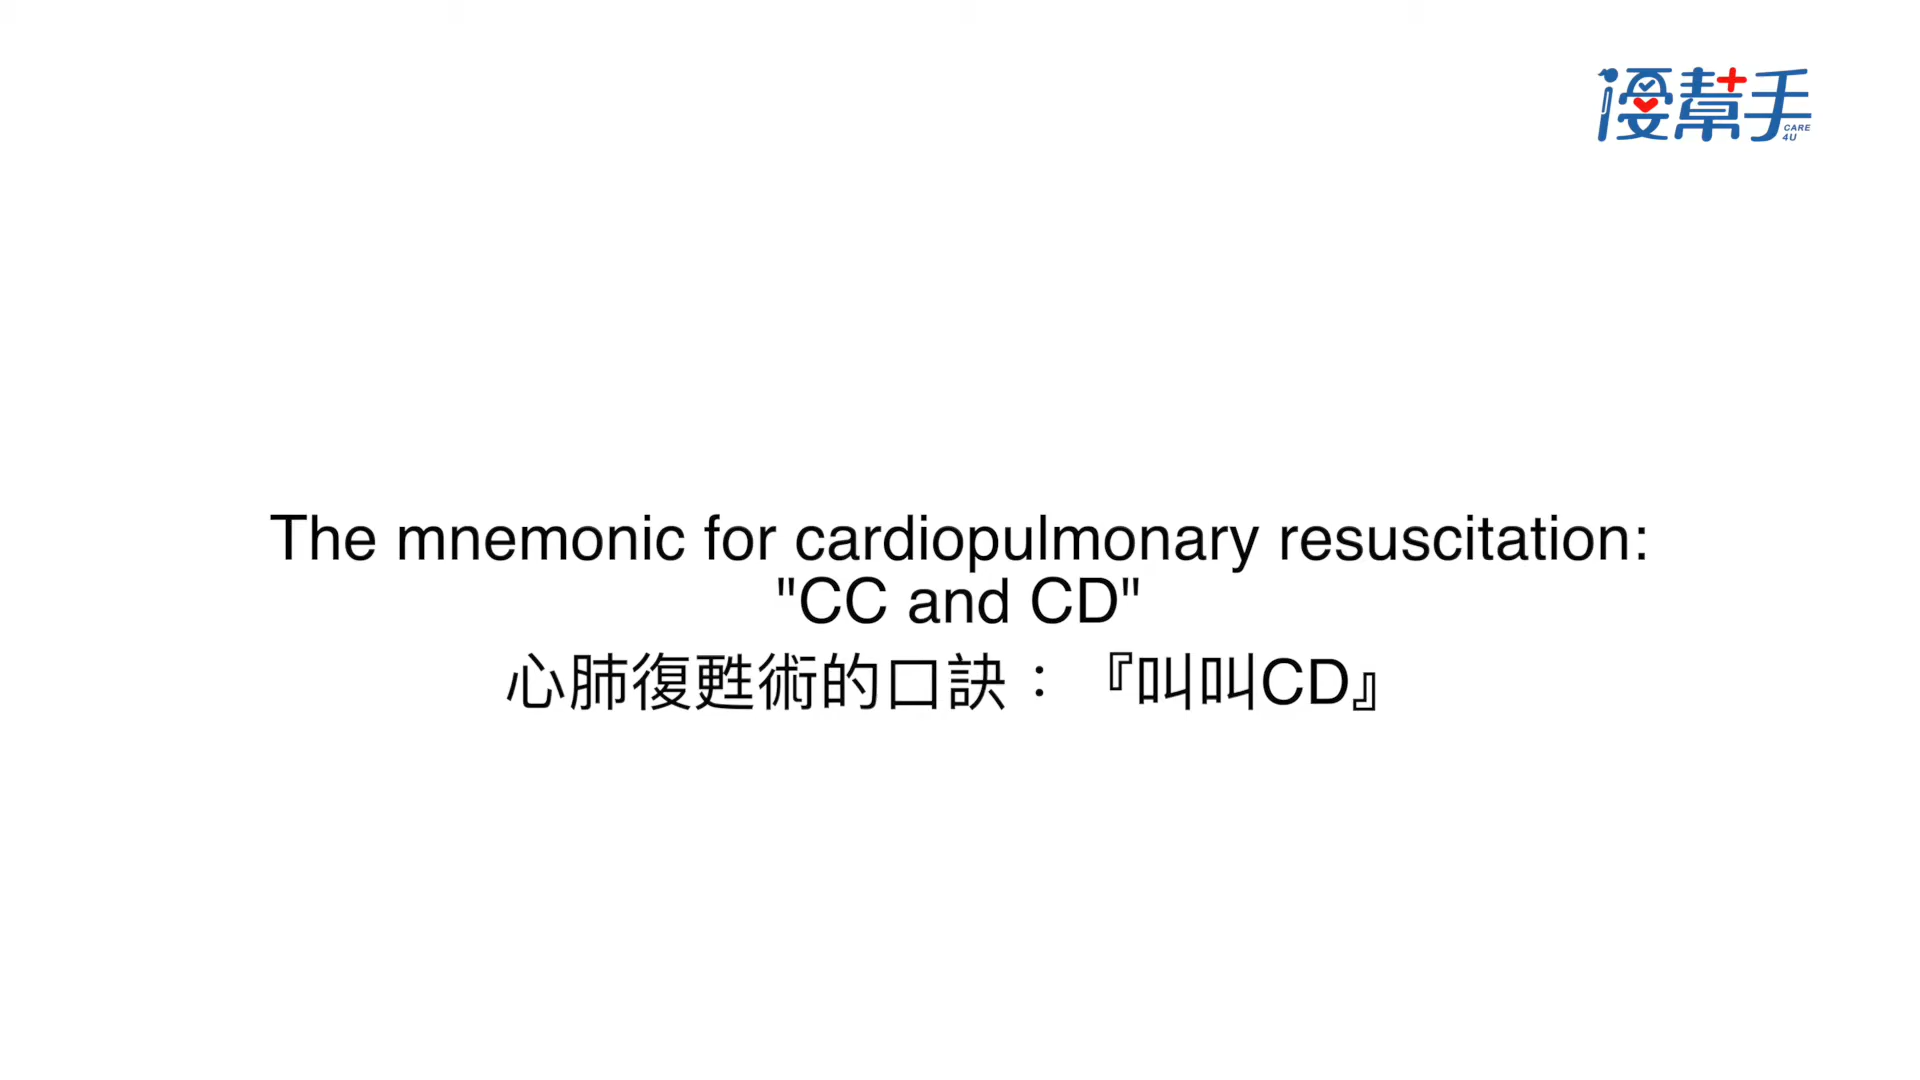 優幫手
CARE
4U
The mnemonic for cardiopulmonary resuscitation:
"CC and CD"
心肺復甦術的口訣：『叫叫CD』